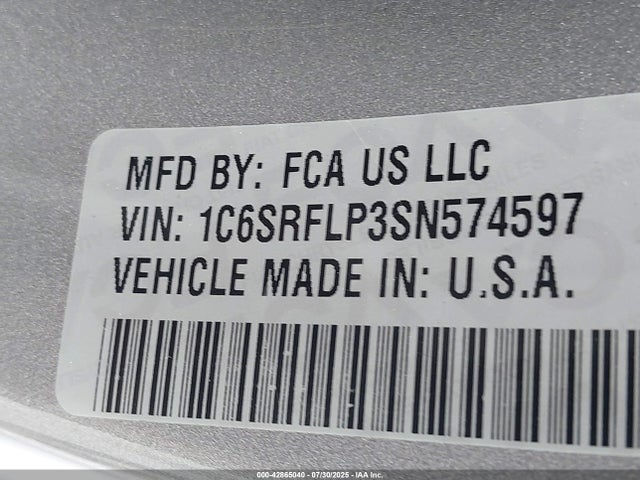 MFD BY: FCA US LLC
VIN: 1C6SRFLP3SN574597
VEHICLE MADE IN: U.S.A.
000-42865040 / 07/30/2025 - IAA Inc.